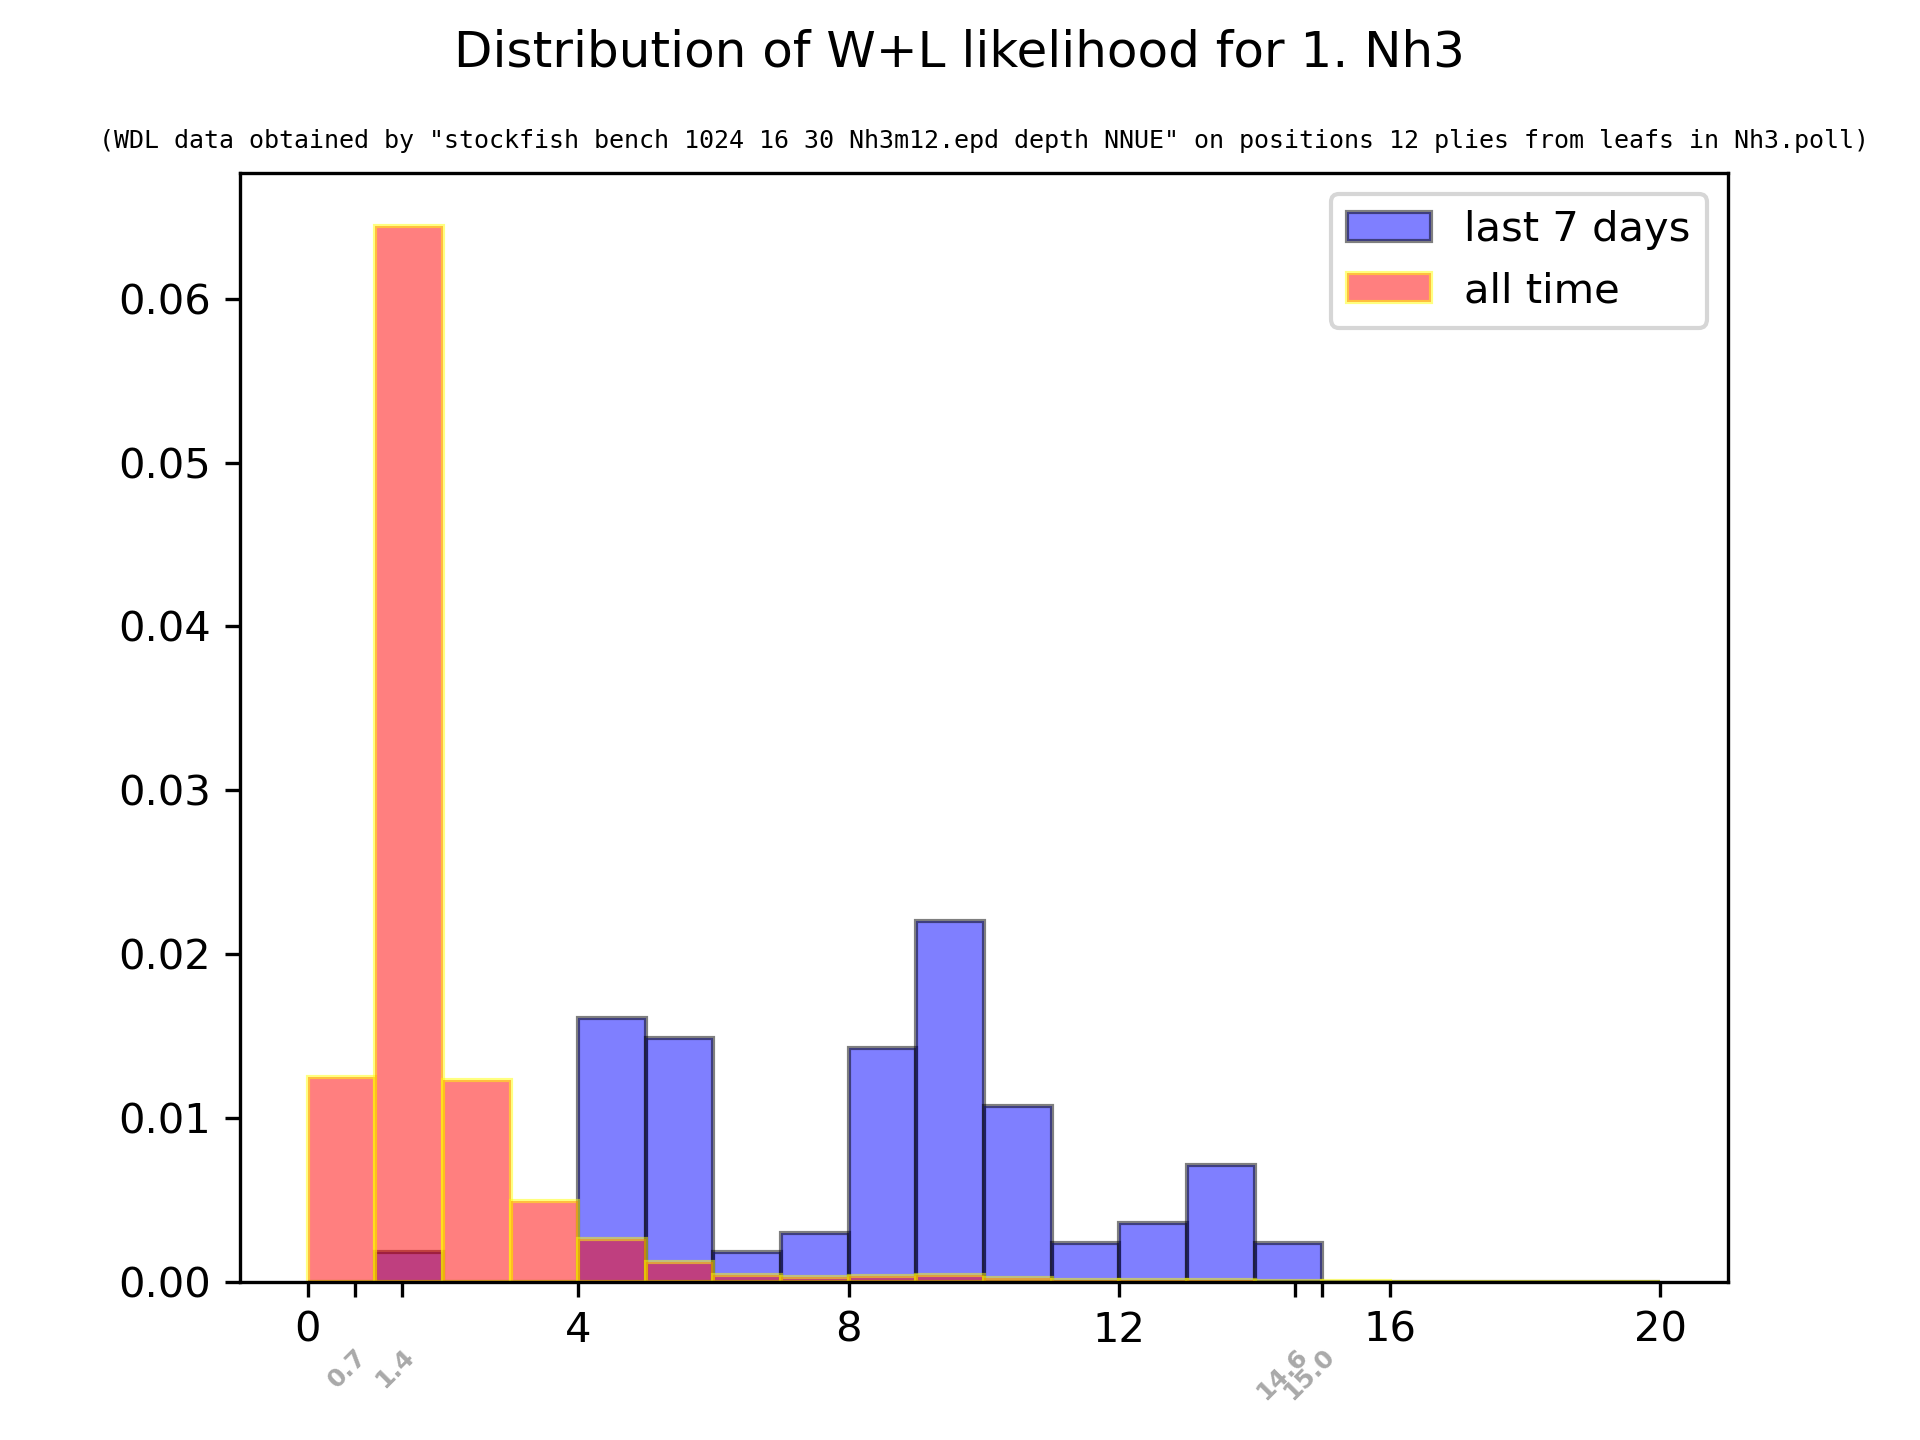 Distribution of W+L likelihood for 1. Nh3
(WDL data obtained by "stockfish bench 1024 16 30 Nh3m12.epd depth NNUE" on positions 12 plies from leafs in Nh3.poll)
last 7 days
all time
0.06
0.05
0.04
0.03
0.02
0.01
0.00
0 4 8 12 16 20
0.7 1.4 14.6 15.0